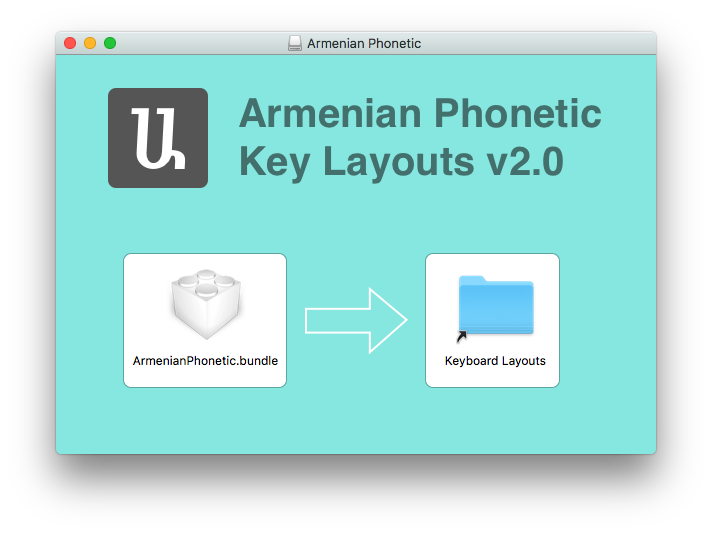 Armenian Phonetic
Ա
Armenian Phonetic
Key Layouts v2.0
ArmenianPhonetic.bundle
Keyboard Layouts